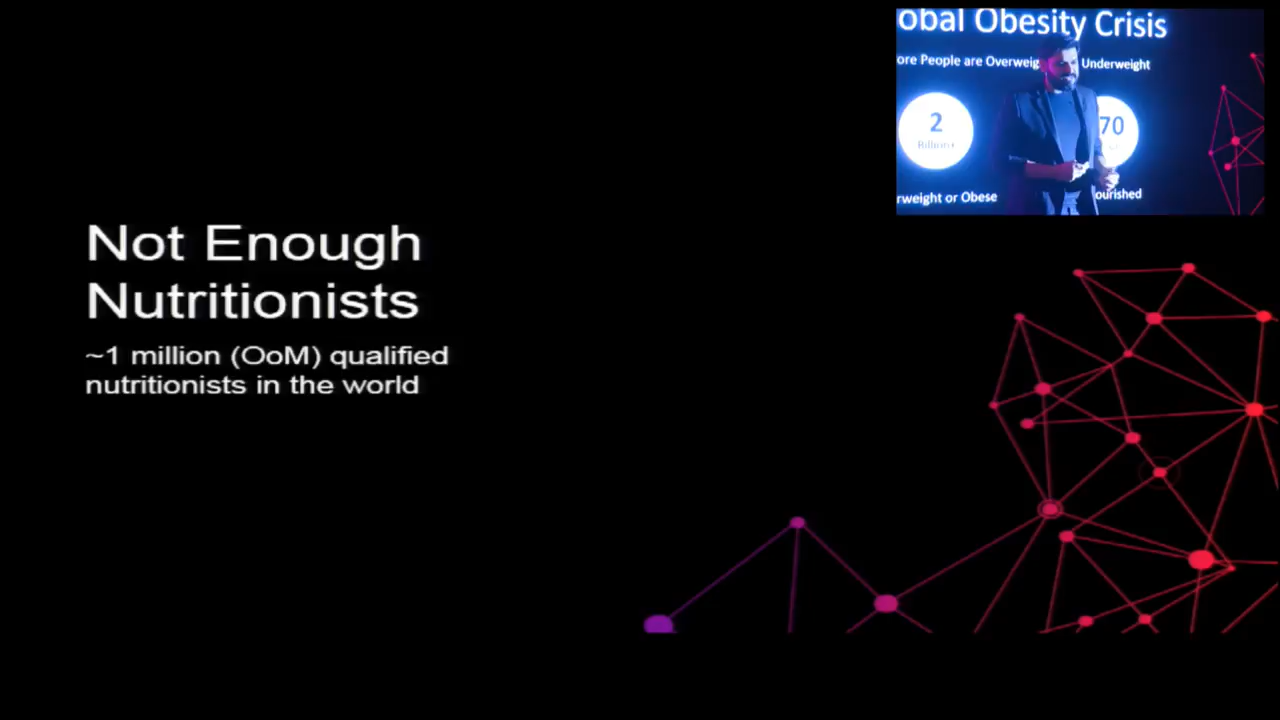 Not Enough
Nutritionists
~1 million (OoM) qualified
nutritionists in the world
obal Obesity Crisis
ore People are Overweig Underweight
2
Billion+
70
rweight or Obese
ourished